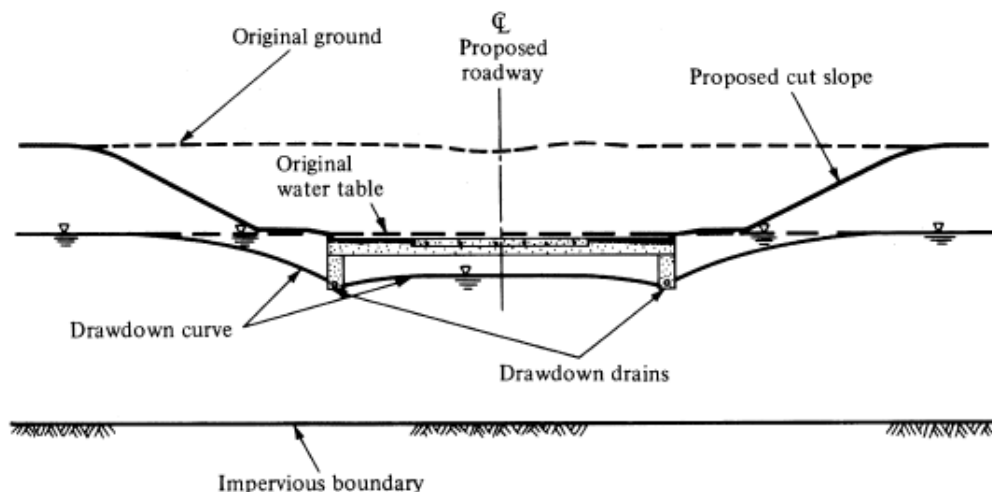 ℄
Proposed
roadway
Original ground
Proposed cut slope
Original
water table
Drawdown curve
Drawdown drains
Impervious boundary